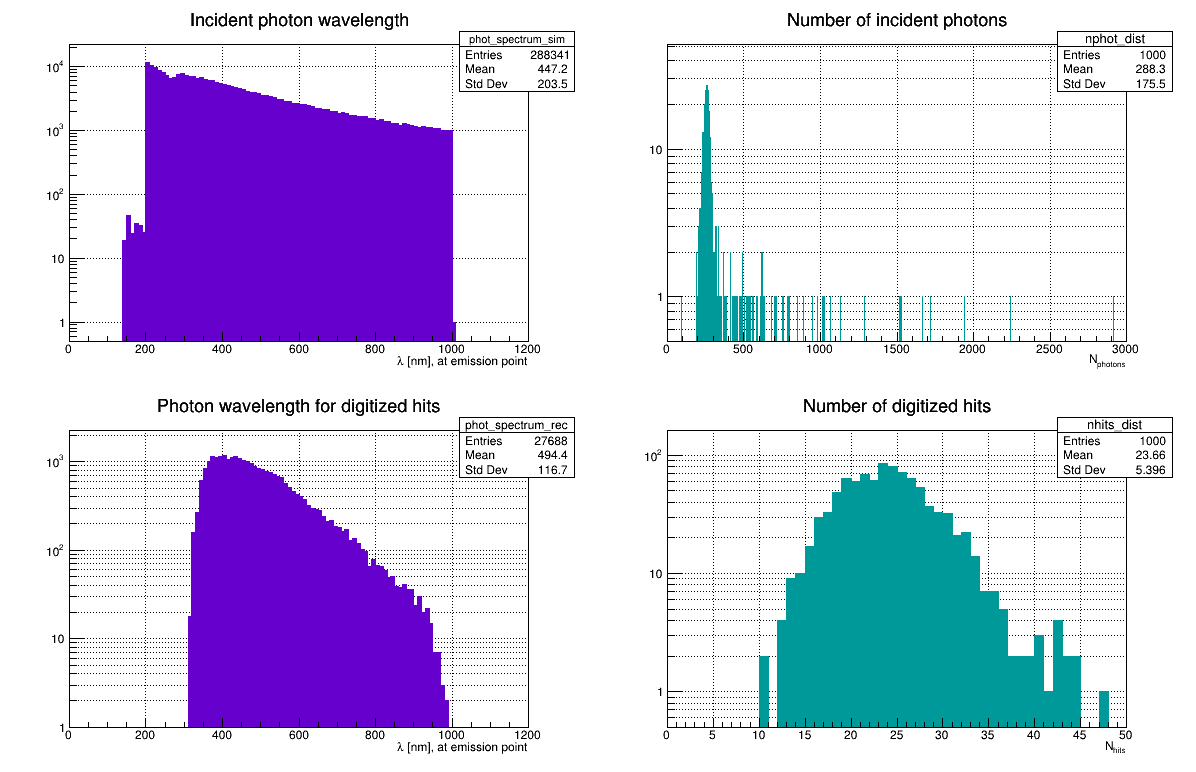 Incident photon wavelength
phot_spectrum_sim
Entries 288341
Mean 447.2
Std Dev 203.5
10^4
10^3
10^2
10
1
0 200 400 600 800 1000 1200
λ [nm], at emission point
Number of incident photons
nphot_dist
Entries 1000
Mean 288.3
Std Dev 175.5
10
1
0 500 1000 1500 2000 2500 3000
N_photons
Photon wavelength for digitized hits
phot_spectrum_rec
Entries 27688
Mean 494.4
Std Dev 116.7
10^3
10^2
10
1
0 200 400 600 800 1000 1200
λ [nm], at emission point
Number of digitized hits
nhits_dist
Entries 1000
Mean 23.66
Std Dev 5.396
10^2
10
1
0 5 10 15 20 25 30 35 40 45 50
N_hits